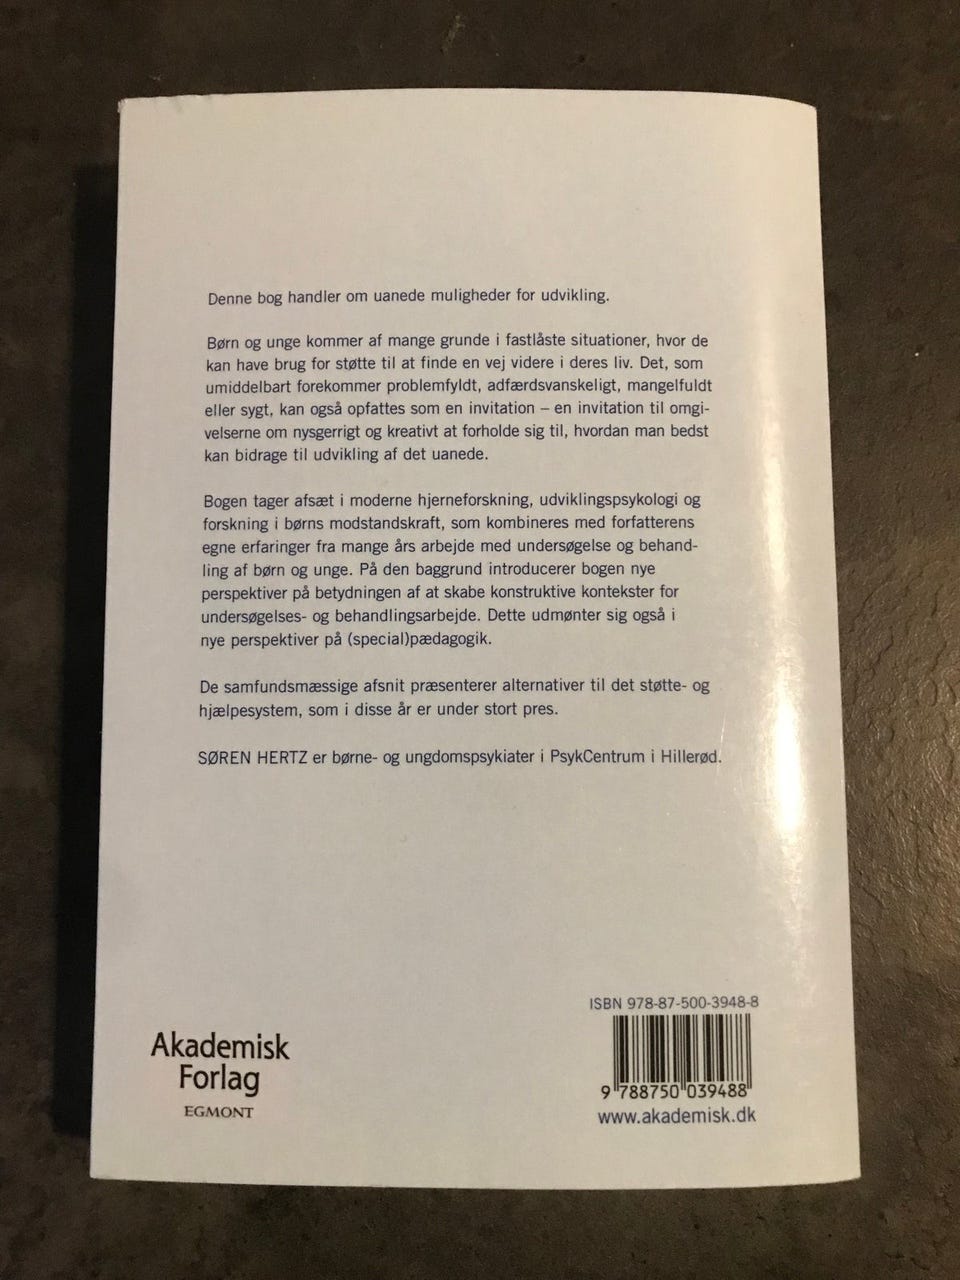 Denne bog handler om uanede muligheder for udvikling.
Børn og unge kommer af mange grunde i fastlåste situationer, hvor de
kan have brug for støtte til at finde en vej videre i deres liv. Det, som
umiddelbart forekommer problemfyldt, adfærdsvanskeligt, mangelfuldt
eller sygt, kan også opfattes som en invitation – en invitation til omgi-
velserne om nysgerrigt og kreativt at forholde sig til, hvordan man bedst
kan bidrage til udvikling af det uanede.
Bogen tager afsæt i moderne hjerneforskning, udviklingspsykologi og
forskning i børns modstandskraft, som kombineres med forfatterens
egne erfaringer fra mange års arbejde med undersøgelse og behand-
ling af børn og unge. På den baggrund introducerer bogen nye
perspektiver på betydningen af at skabe konstruktive kontekster for
undersøgelses- og behandlingsarbejde. Dette udmønter sig også i
nye perspektiver på (special)pædagogik.
De samfundsmæssige afsnit præsenterer alternativer til det støtte- og
hjælpesystem, som i disse år er under stort pres.
SØREN HERTZ er børne- og ungdomspsykiater i PsykCentrum i Hillerød.
ISBN 978-87-500-3948-8
9 788750 039488
www.akademisk.dk
Akademisk
Forlag
EGMONT